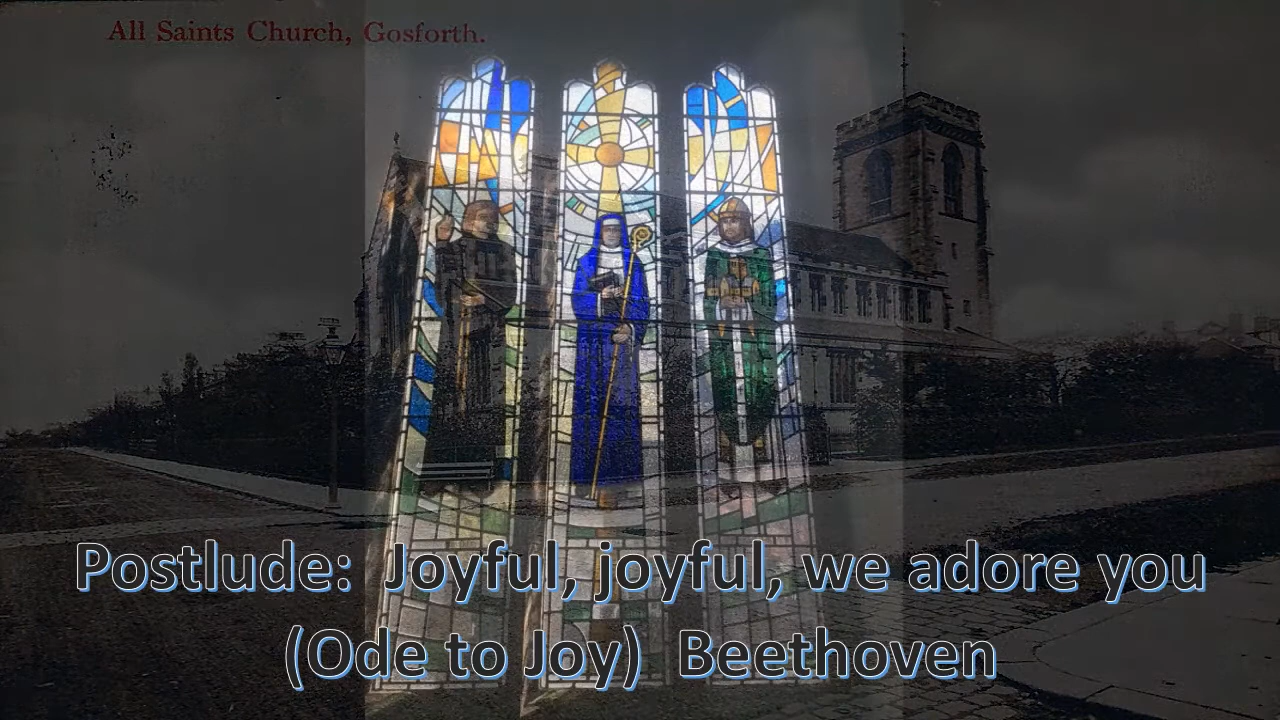 All Saints Church, Gosforth.
Postlude: Joyful, joyful, we adore you
(Ode to Joy) Beethoven